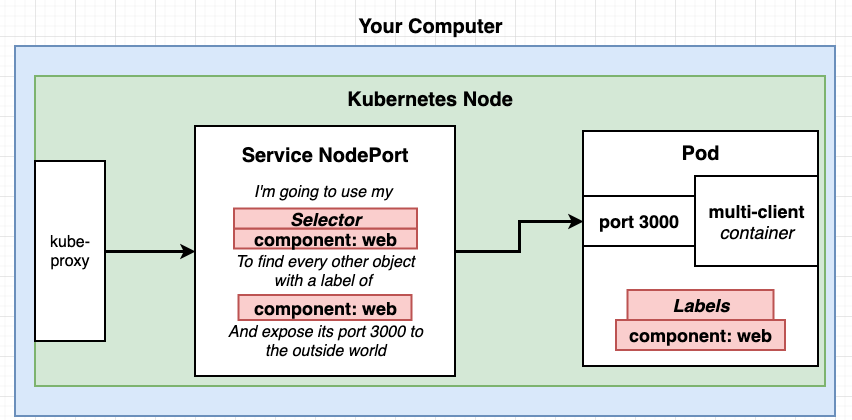 Your Computer
Kubernetes Node
kube-
proxy
Service NodePort
I'm going to use my
Selector
component: web
To find every other object
with a label of
component: web
And expose its port 3000 to
the outside world
Pod
port 3000
multi-client
container
Labels
component: web